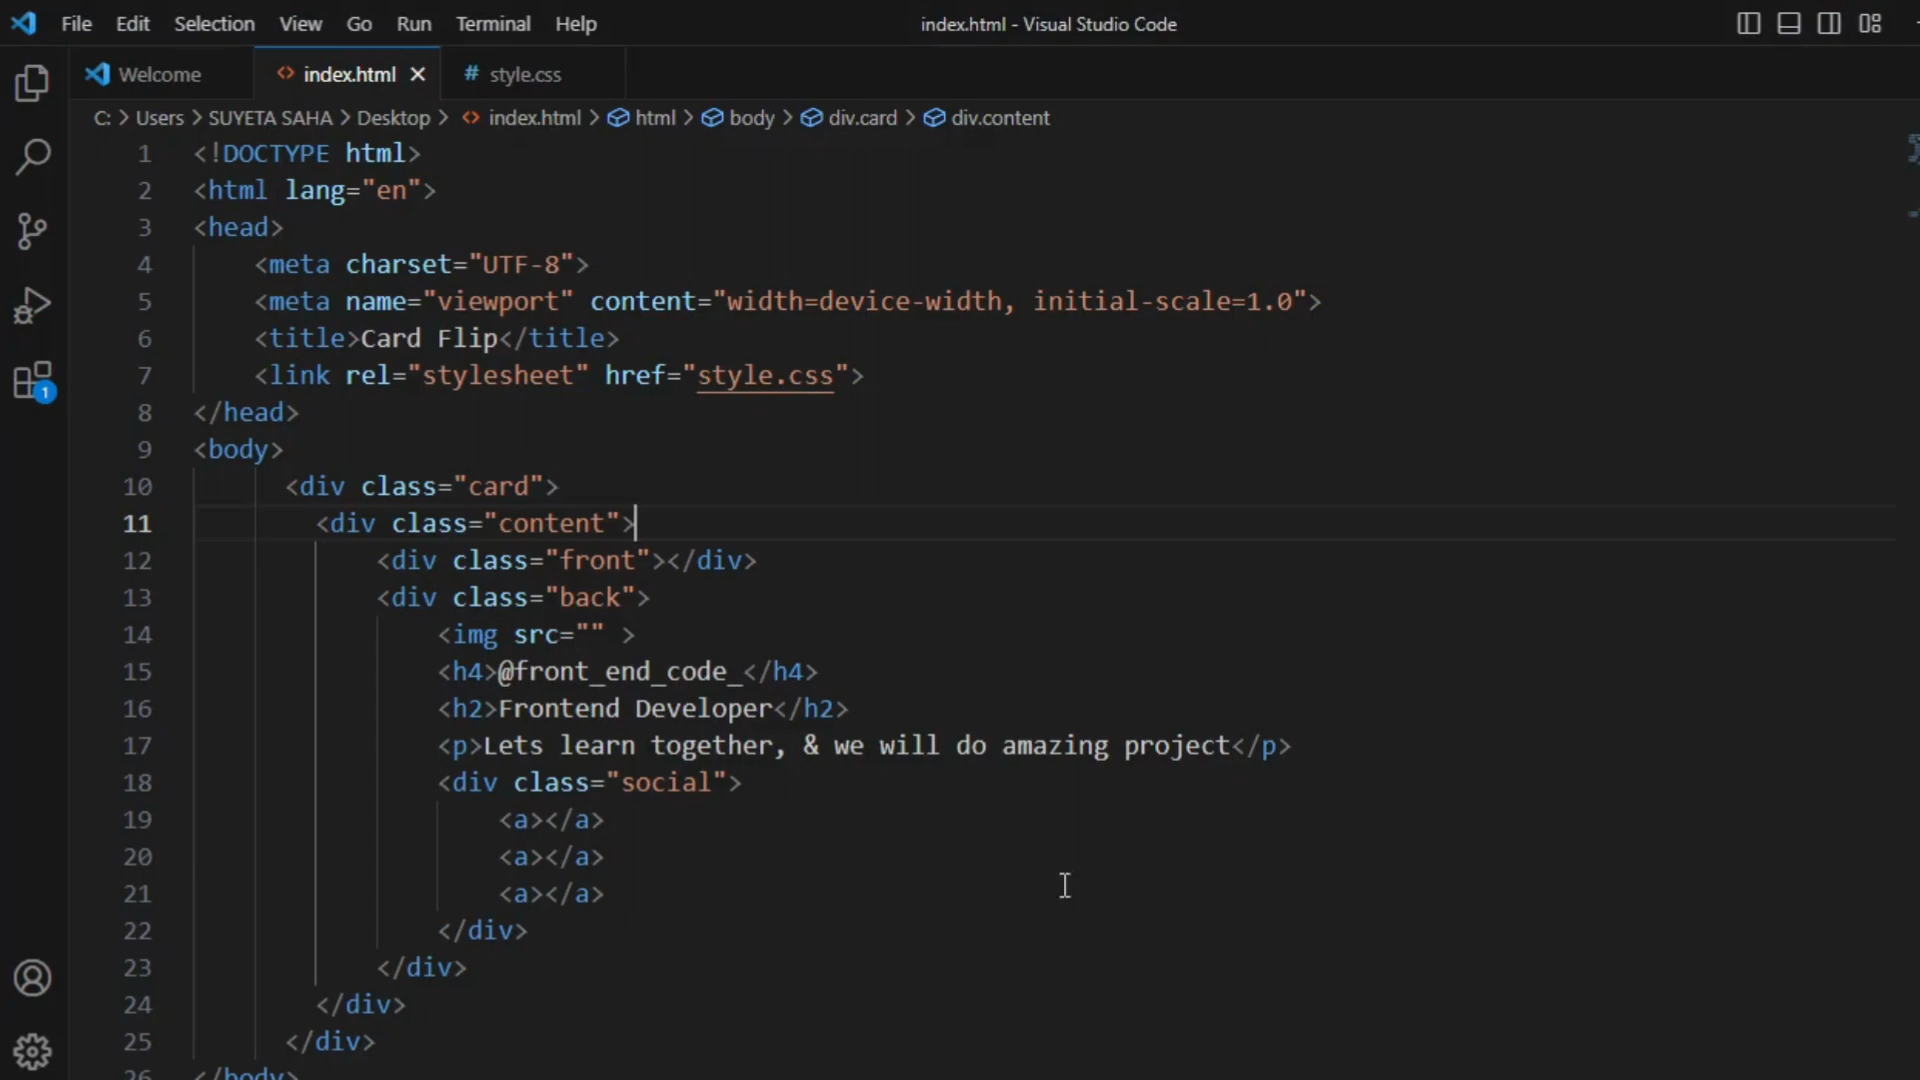 File Edit Selection View Go Run Terminal Help index.html - Visual Studio Code
Welcome index.html style.css
C: > Users > SUYETA SAHA > Desktop > index.html > html > body > div.card > div.content
1 <!DOCTYPE html>
2 <html lang="en">
3 <head>
4 <meta charset="UTF-8">
5 <meta name="viewport" content="width=device-width, initial-scale=1.0">
6 <title>Card Flip</title>
7 <link rel="stylesheet" href="style.css">
8 </head>
9 <body>
10 <div class="card">
11 <div class="content">
12 <div class="front"></div>
13 <div class="back">
14 <img src="" >
15 <h4>@front_end_code_</h4>
16 <h2>Frontend Developer</h2>
17 <p>Lets learn together, & we will do amazing project</p>
18 <div class="social">
19 <a></a>
20 <a></a>
21 <a></a>
22 </div>
23 </div>
24 </div>
25 </div>
26 </body>
1